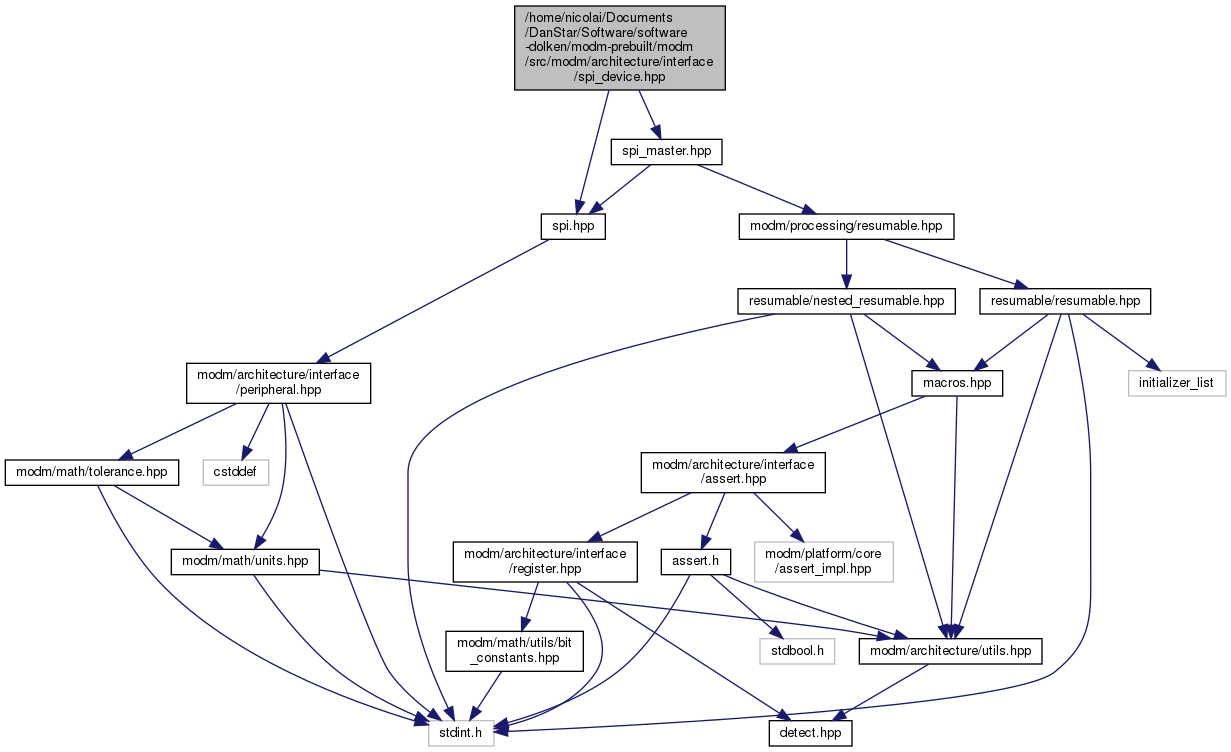 /home/nicolai/Documents
/DanStar/Software/software
-dolken/modm-prebuilt/modm
/src/modm/architecture/interface
/spi_device.hpp
spi_master.hpp
spi.hpp
modm/processing/resumable.hpp
resumable/nested_resumable.hpp
resumable/resumable.hpp
modm/architecture/interface
/peripheral.hpp
macros.hpp
initializer_list
modm/math/tolerance.hpp
cstddef
modm/architecture/interface
/assert.hpp
modm/math/units.hpp
modm/architecture/interface
/register.hpp
assert.h
modm/platform/core
/assert_impl.hpp
modm/math/utils/bit
_constants.hpp
stdbool.h
modm/architecture/utils.hpp
stdint.h
detect.hpp